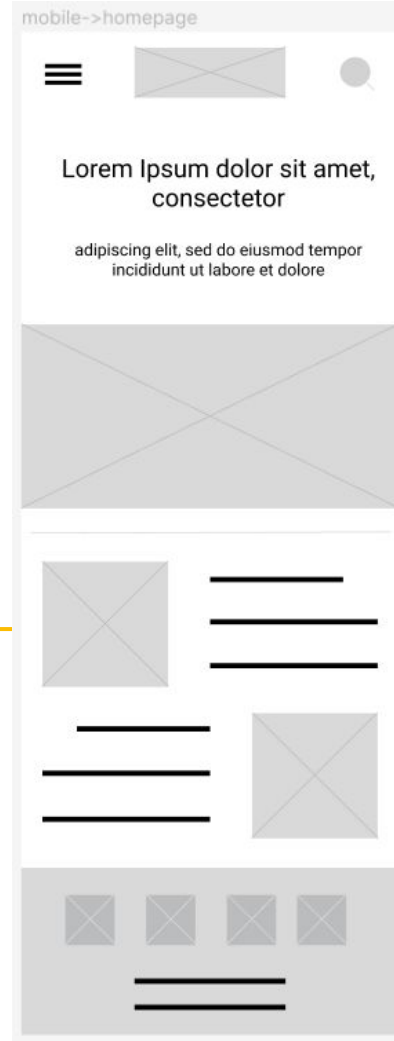 mobile->homepage
Lorem Ipsum dolor sit amet,
consectetor
adipiscing elit, sed do eiusmod tempor
incididunt ut labore et dolore